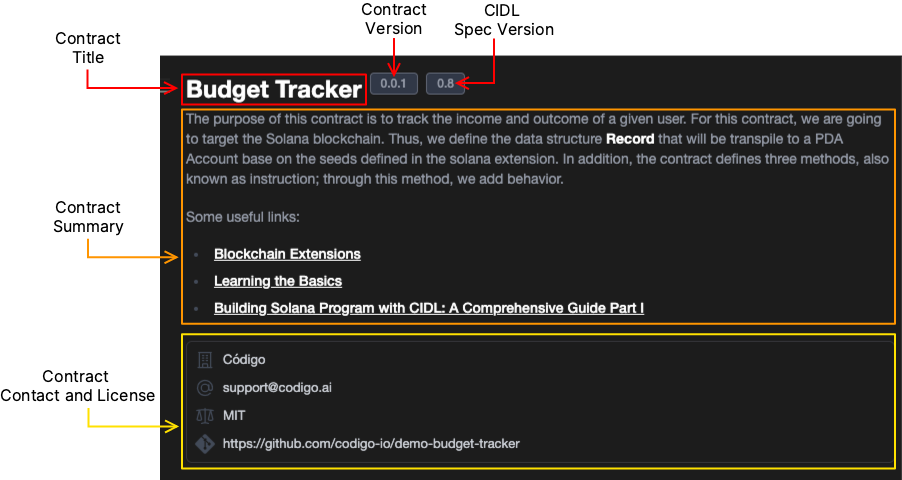 Contract
Version
CIDL
Spec Version
Contract
Title
Budget Tracker
0.0.1
0.8
The purpose of this contract is to track the income and outcome of a given user. For this contract, we are going
to target the Solana blockchain. Thus, we define the data structure Record that will be transpile to a PDA
Account base on the seeds defined in the solana extension. In addition, the contract defines three methods, also
known as instruction; through this method, we add behavior.
Contract
Summary
Some useful links:
Blockchain Extensions
Learning the Basics
Building Solana Program with CIDL: A Comprehensive Guide Part I
Contract
Contact and License
Código
support@codigo.ai
MIT
https://github.com/codigo-io/demo-budget-tracker